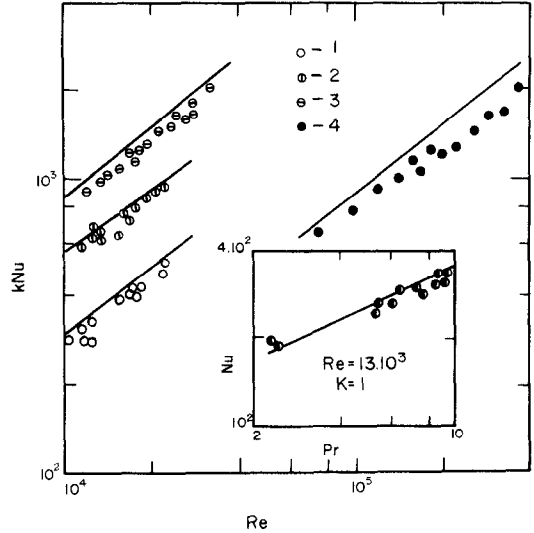 – 1
– 2
– 3
– 4
10³
kNu
4.10²
Nu
Re = 13.10³
K = 1
10²
2
10
Pr
10²
10⁴
10⁵
Re